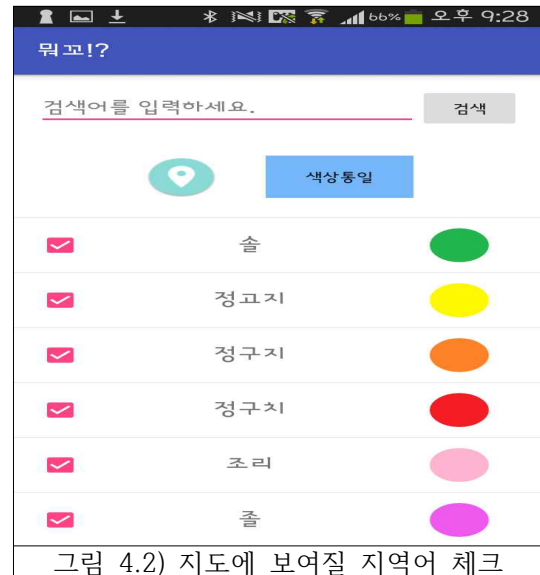 66% 오후 9:28
뭐꼬!?
검색어를 입력하세요. 검색
색상통일
솔
정고지
정구지
정구치
조리
졸
그림 4.2) 지도에 보여질 지역어 체크